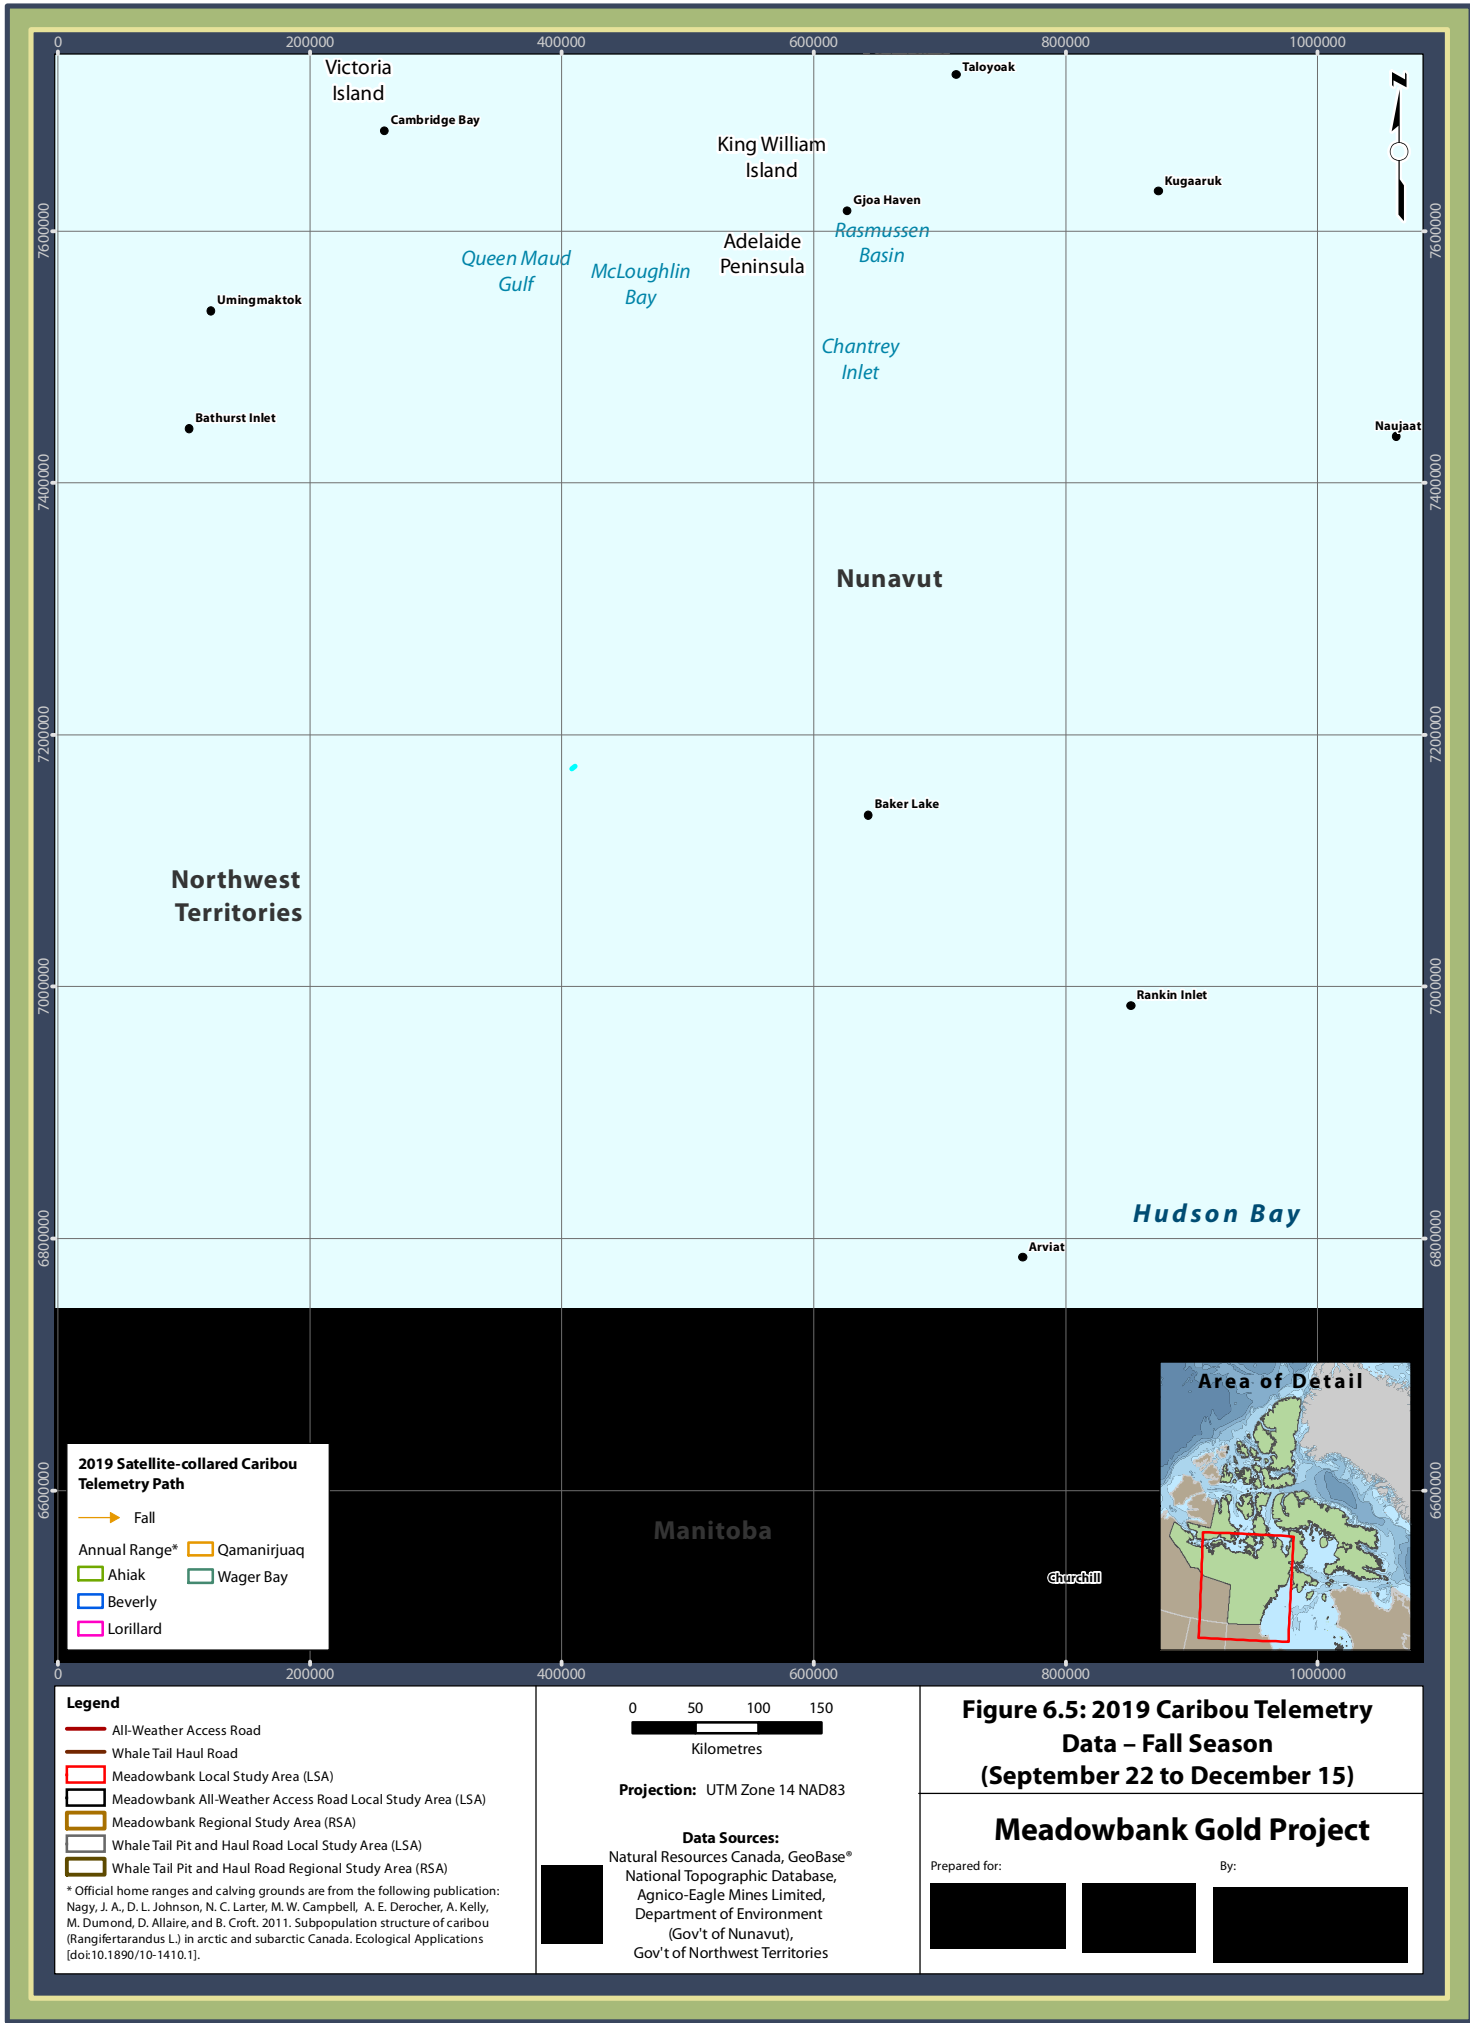 0 200000 400000 600000 800000 1000000
Victoria
Island
Taloyoak
Cambridge Bay
King William
Island
Kugaaruk
Gjoa Haven
N
7600000 7600000
Rasmussen
Basin
Adelaide
Peninsula
Queen Maud
Gulf
McLoughlin
Bay
Umingmaktok
Chantrey
Inlet
Bathurst Inlet
Naujaat
7400000 7400000
Nunavut
7200000 7200000
Baker Lake
Northwest
Territories
7000000 7000000
Rankin Inlet
Hudson Bay
6800000 6800000
Arviat
Area of Detail
2019 Satellite-collared Caribou
Telemetry Path
Fall
Annual Range*
Ahiak
Beverly
Lorillard
Qamanirjuaq
Wager Bay
6600000 6600000
Manitoba
Churchill
0 200000 400000 600000 800000 1000000
Legend
All-Weather Access Road
Whale Tail Haul Road
Meadowbank Local Study Area (LSA)
Meadowbank All-Weather Access Road Local Study Area (LSA)
Meadowbank Regional Study Area (RSA)
Whale Tail Pit and Haul Road Local Study Area (LSA)
Whale Tail Pit and Haul Road Regional Study Area (RSA)
* Official home ranges and calving grounds are from the following publication:
Nagy, J. A., D. L. Johnson, N. C. Larter, M. W. Campbell, A. E. Derocher, A. Kelly,
M. Dumond, D. Allaire, and B. Croft. 2011. Subpopulation structure of caribou
(Rangifertarandus L.) in arctic and subarctic Canada. Ecological Applications
[doi:10.1890/10-1410.1].
0 50 100 150
Kilometres
Projection: UTM Zone 14 NAD83
Data Sources:
Natural Resources Canada, GeoBase®
National Topographic Database,
Agnico-Eagle Mines Limited,
Department of Environment
(Gov't of Nunavut),
Gov't of Northwest Territories
Figure 6.5: 2019 Caribou Telemetry
Data – Fall Season
(September 22 to December 15)
Meadowbank Gold Project
Prepared for: By: